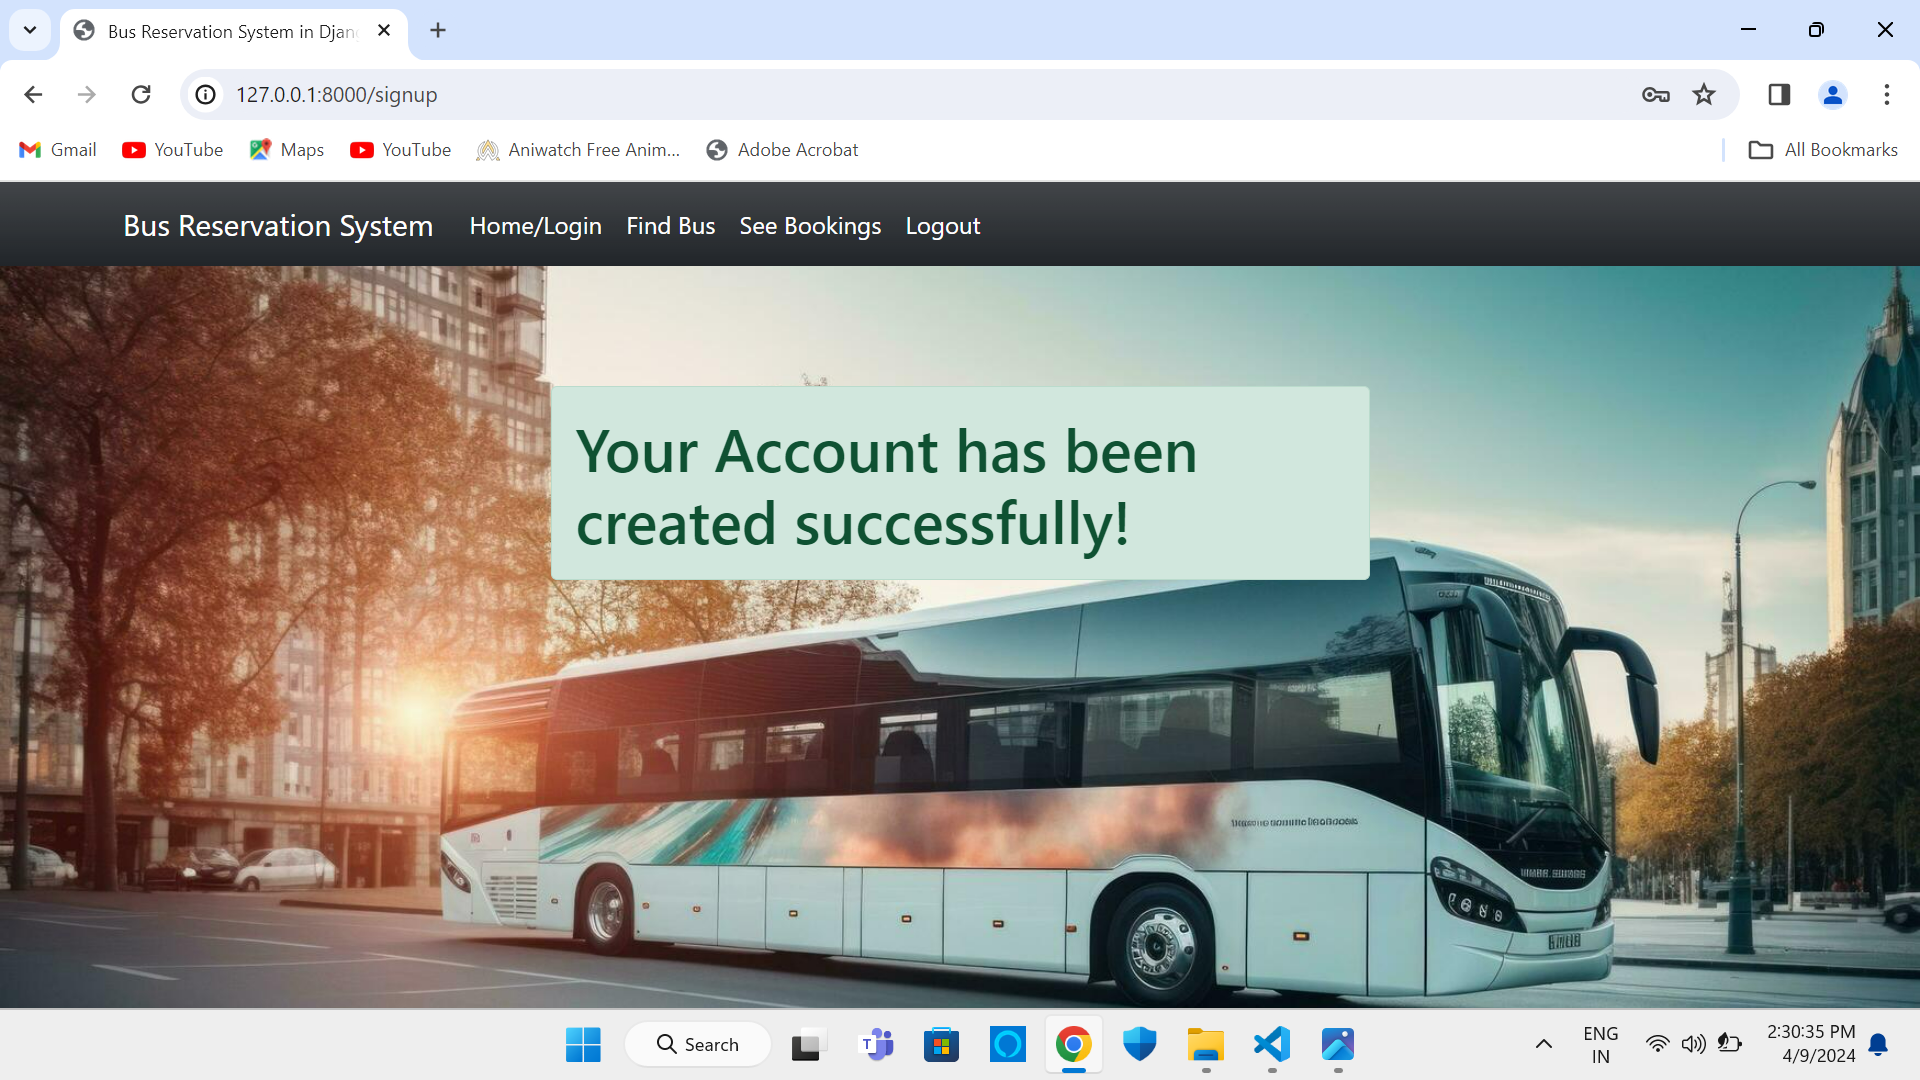 Bus Reservation System in Djan
127.0.0.1:8000/signup
Gmail
YouTube
Maps
YouTube
Aniwatch Free Anim...
Adobe Acrobat
All Bookmarks
Bus Reservation System
Home/Login
Find Bus
See Bookings
Logout
Your Account has been
created successfully!
Search
ENG
IN
2:30:35 PM
4/9/2024